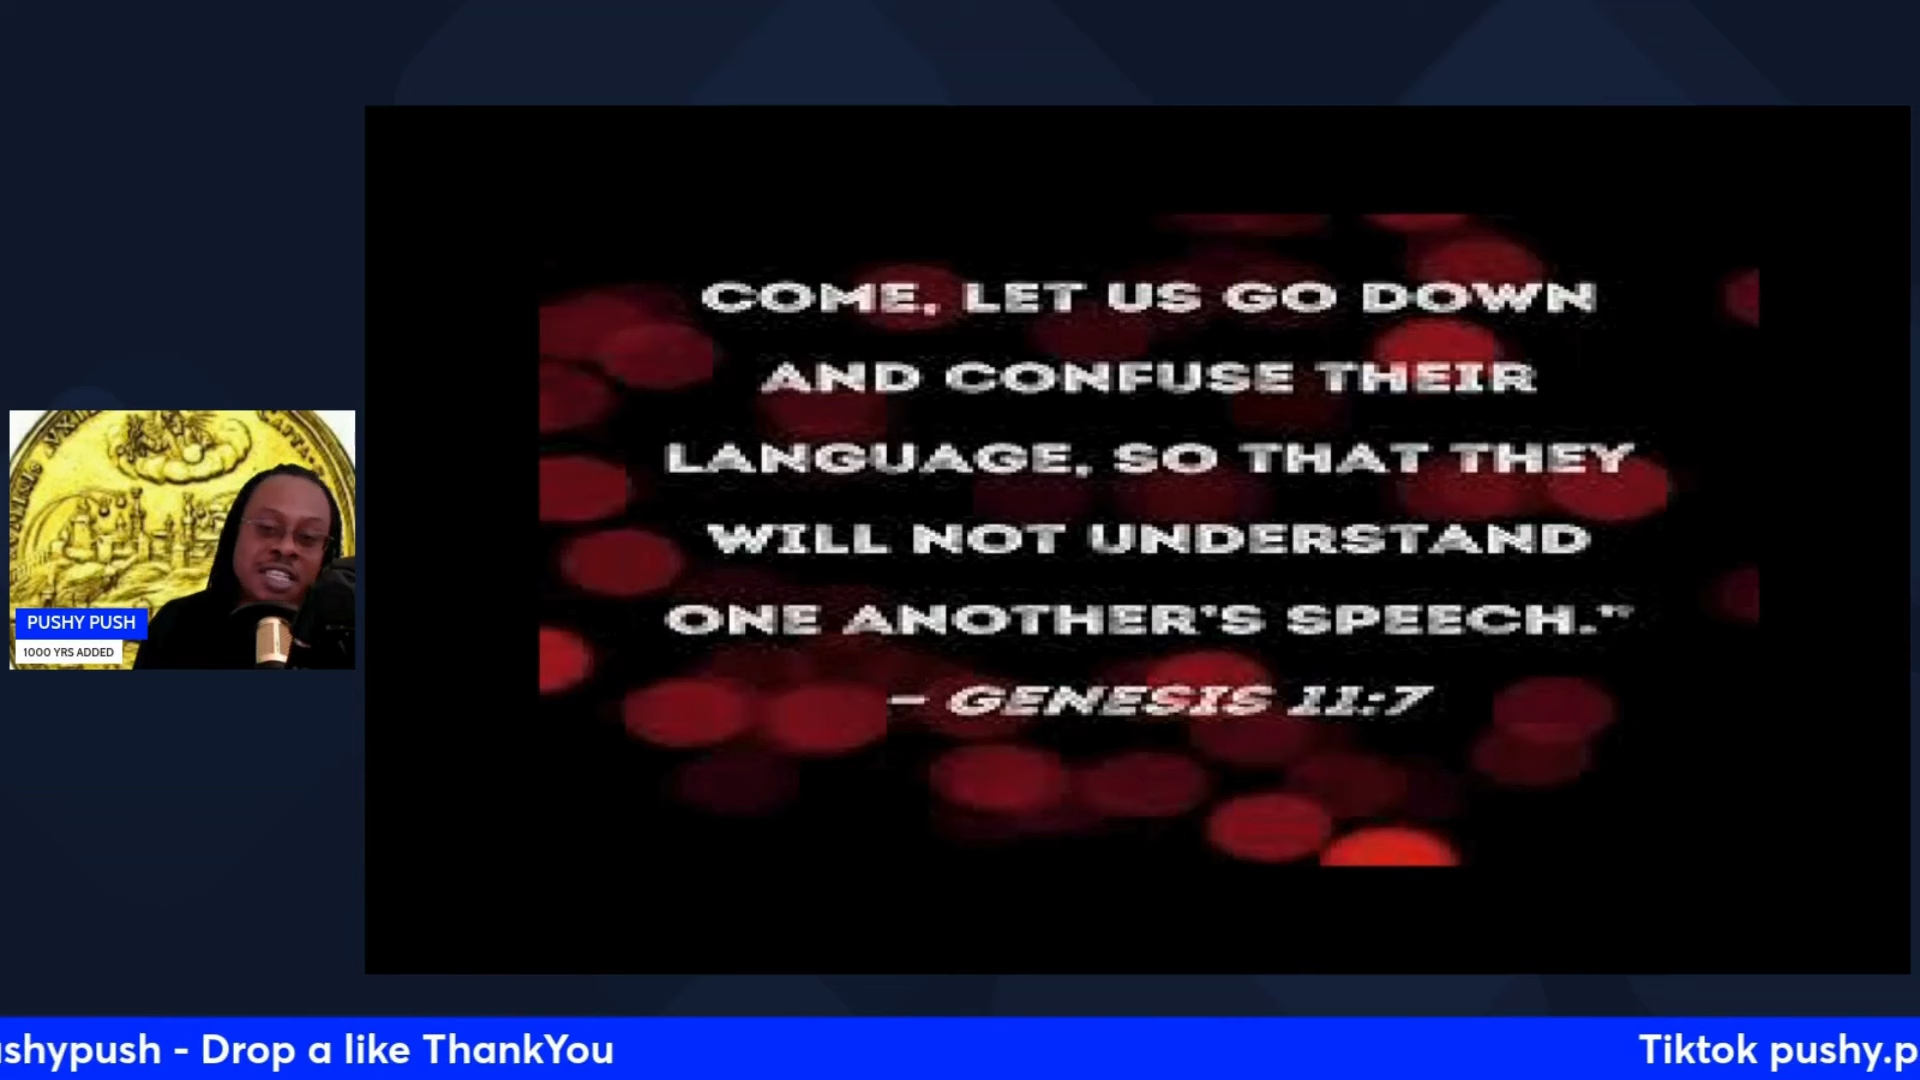 COME, LET US GO DOWN
AND CONFUSE THEIR
LANGUAGE, SO THAT THEY
WILL NOT UNDERSTAND
ONE ANOTHER'S SPEECH.”
– GENESIS 11:7
PUSHY PUSH
1000 YRS ADDED
shypush - Drop a like ThankYou
Tiktok pushy.p